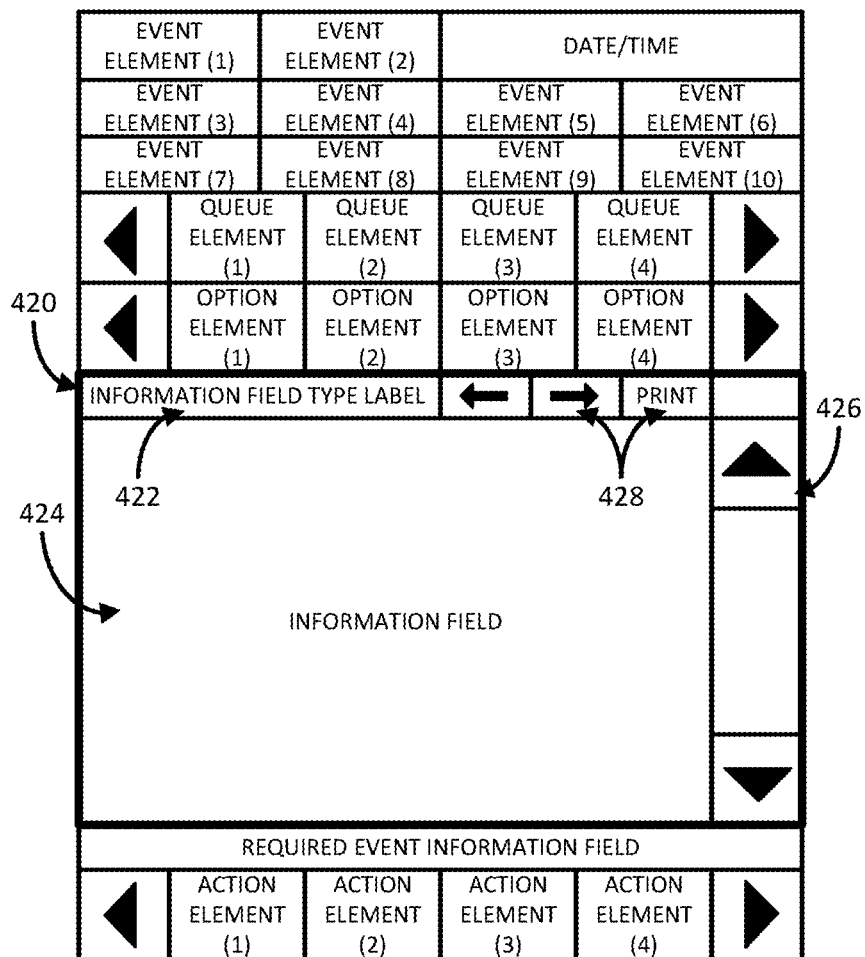 EVENT
ELEMENT (1)
EVENT
ELEMENT (2)
DATE/TIME
EVENT
ELEMENT (3)
EVENT
ELEMENT (4)
EVENT
ELEMENT (5)
EVENT
ELEMENT (6)
EVENT
ELEMENT (7)
EVENT
ELEMENT (8)
EVENT
ELEMENT (9)
EVENT
ELEMENT (10)
QUEUE
ELEMENT
(1)
QUEUE
ELEMENT
(2)
QUEUE
ELEMENT
(3)
QUEUE
ELEMENT
(4)
OPTION
ELEMENT
(1)
OPTION
ELEMENT
(2)
OPTION
ELEMENT
(3)
OPTION
ELEMENT
(4)
420
INFORMATION FIELD TYPE LABEL
PRINT
426
422
428
424
INFORMATION FIELD
REQUIRED EVENT INFORMATION FIELD
ACTION
ELEMENT
(1)
ACTION
ELEMENT
(2)
ACTION
ELEMENT
(3)
ACTION
ELEMENT
(4)